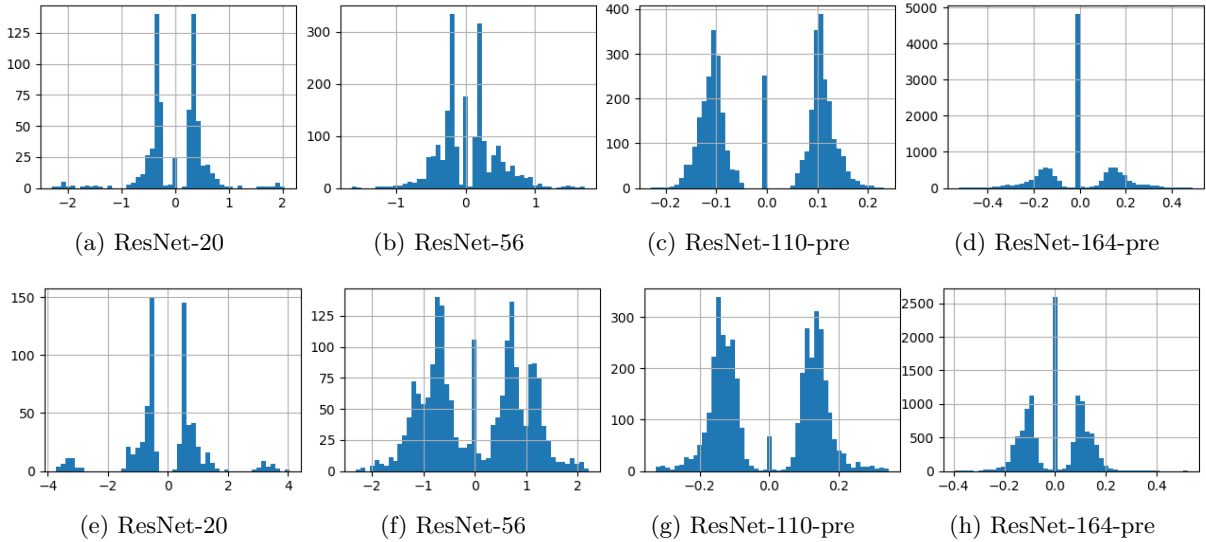 125
100
75
50
25
0
−2 −1 0 1 2
(a) ResNet-20
300
200
100
0
−1 0 1
(b) ResNet-56
400
300
200
100
0
−0.2 −0.1 0.0 0.1 0.2
(c) ResNet-110-pre
5000
4000
3000
2000
1000
0
−0.4 −0.2 0.0 0.2 0.4
(d) ResNet-164-pre
150
100
50
0
−4 −2 0 2 4
(e) ResNet-20
125
100
75
50
25
0
−2 −1 0 1 2
(f) ResNet-56
300
200
100
0
−0.2 0.0 0.2
(g) ResNet-110-pre
2500
2000
1500
1000
500
0
−0.4 −0.2 0.0 0.2 0.4
(h) ResNet-164-pre